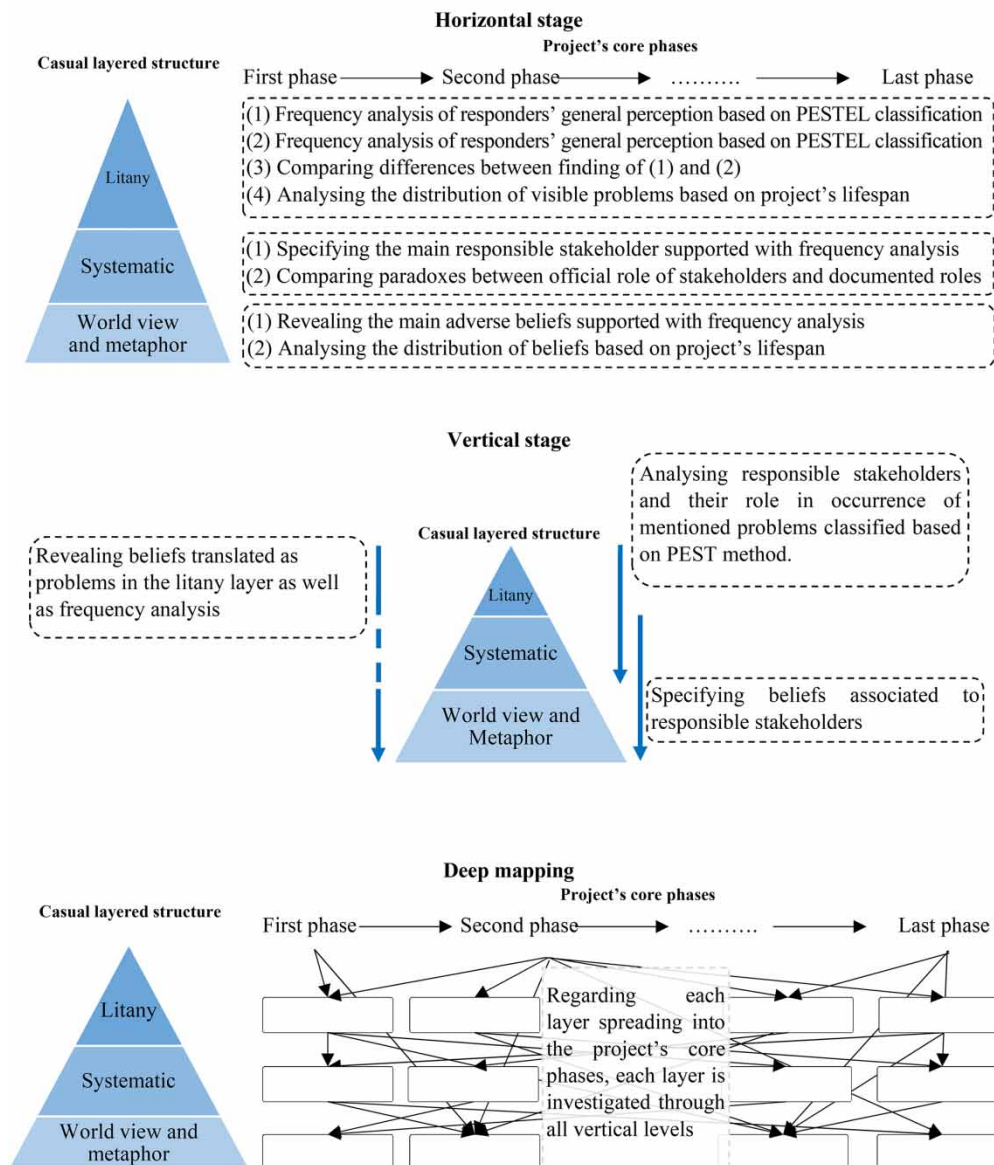 Horizontal stage
Project's core phases
Casual layered structure
First phase Second phase ………. Last phase
Litany
(1) Frequency analysis of responders' general perception based on PESTEL classification
(2) Frequency analysis of responders' general perception based on PESTEL classification
(3) Comparing differences between finding of (1) and (2)
(4) Analysing the distribution of visible problems based on project's lifespan
Systematic
(1) Specifying the main responsible stakeholder supported with frequency analysis
(2) Comparing paradoxes between official role of stakeholders and documented roles
World view
and metaphor
(1) Revealing the main adverse beliefs supported with frequency analysis
(2) Analysing the distribution of beliefs based on project's lifespan
Vertical stage
Analysing responsible stakeholders
and their role in occurrence of
mentioned problems classified based
on PEST method.
Casual layered structure
Revealing beliefs translated as
problems in the litany layer as well
as frequency analysis
Litany
Systematic
World view and
Metaphor
Specifying beliefs associated to
responsible stakeholders
Deep mapping
Project's core phases
Casual layered structure
First phase Second phase ………. Last phase
Litany
Systematic
World view and
metaphor
Regarding each
layer spreading into
the project's core
phases, each layer is
investigated through
all vertical levels